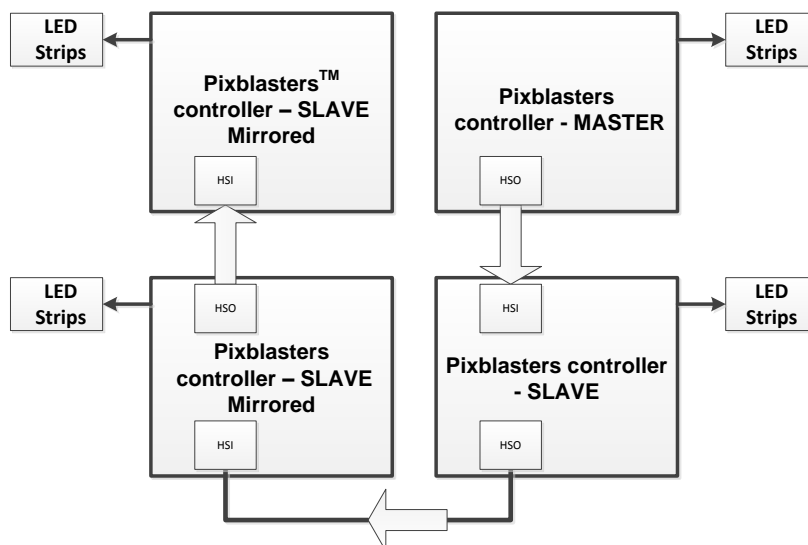 LED
Strips
Pixblasters™
controller – SLAVE
Mirrored
HSI
Pixblasters
controller - MASTER
HSO
LED
Strips
LED
Strips
HSO
Pixblasters
controller – SLAVE
Mirrored
HSI
HSI
Pixblasters controller
- SLAVE
HSO
LED
Strips